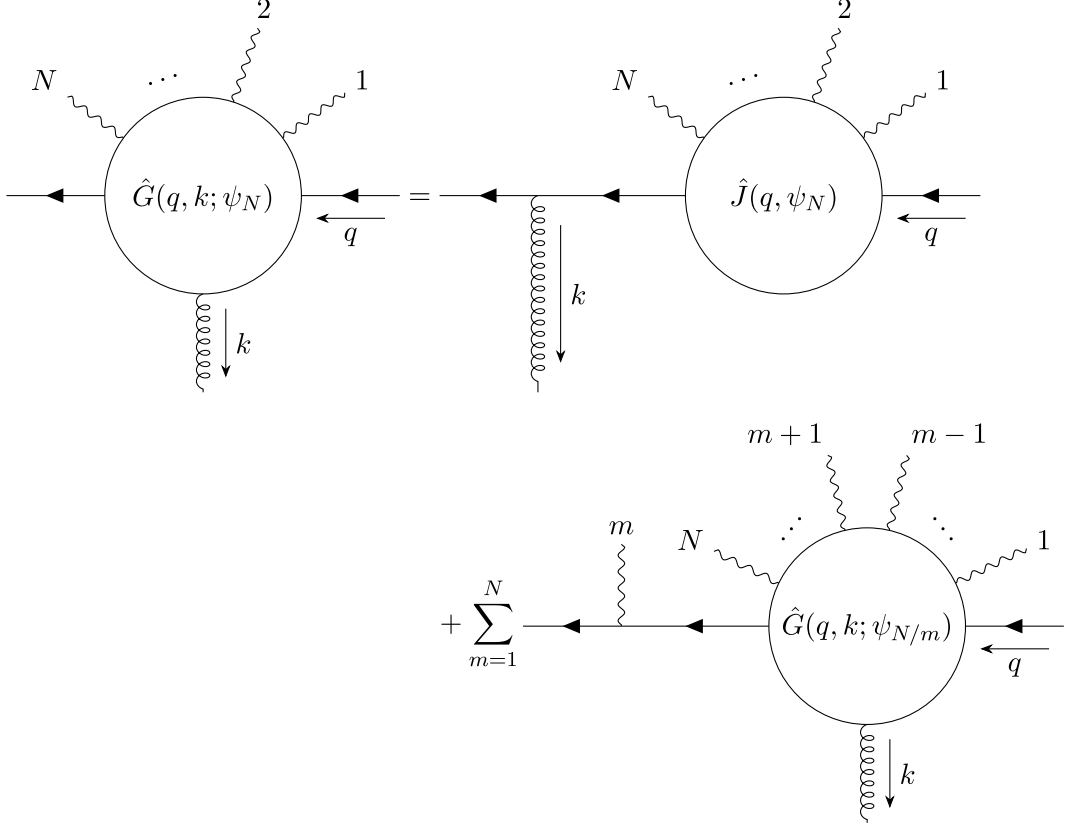 2 2
N ⋯ 1 N ⋯ 1
Ĝ(q, k; ψ_N) = Ĵ(q, ψ_N)
q q
k
k
m + 1 m − 1
m N ⋯ ⋯ 1
+ ∑_{m=1}^{N} Ĝ(q, k; ψ_{N/m})
q
k